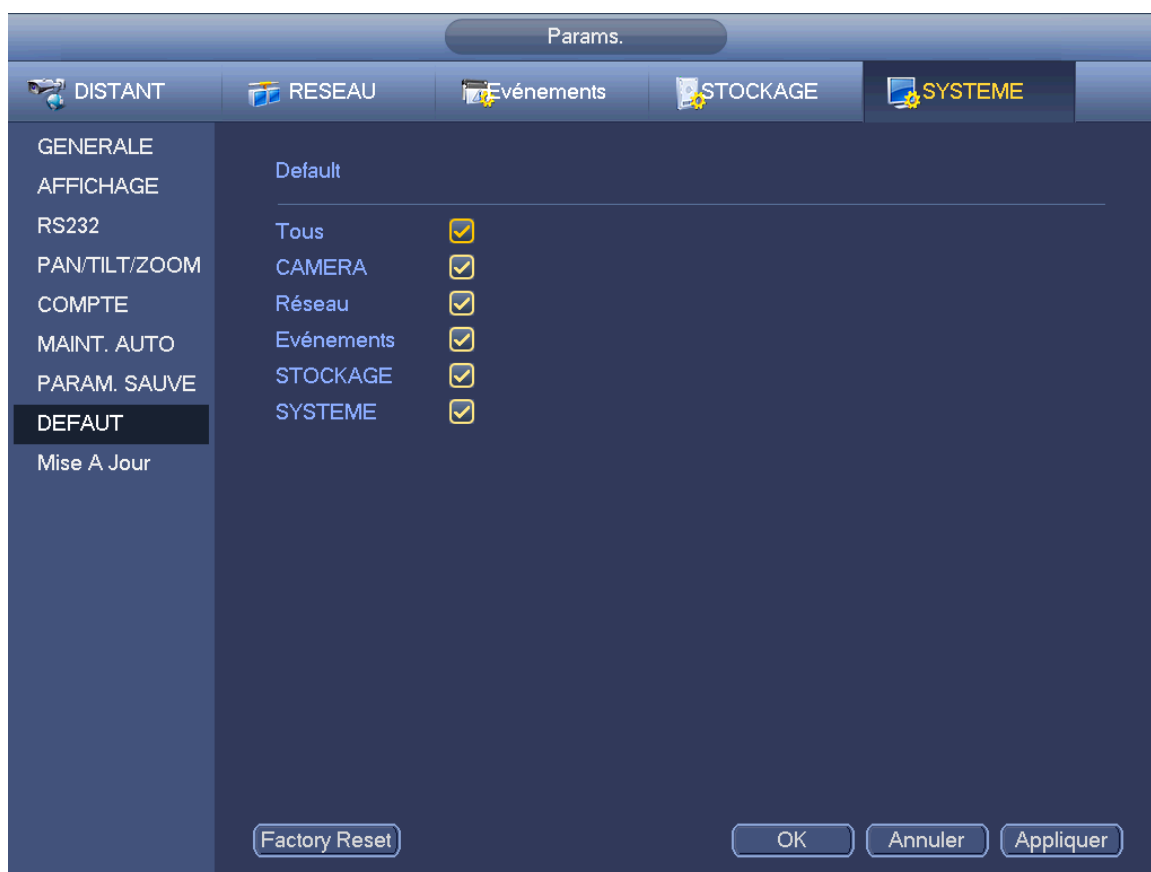 Params.
DISTANT
RESEAU
Evénements
STOCKAGE
SYSTEME
GENERALE
AFFICHAGE
RS232
PAN/TILT/ZOOM
COMPTE
MAINT. AUTO
PARAM. SAUVE
DEFAUT
Mise A Jour
Default
Tous
CAMERA
Réseau
Evénements
STOCKAGE
SYSTEME
Factory Reset
OK
Annuler
Appliquer